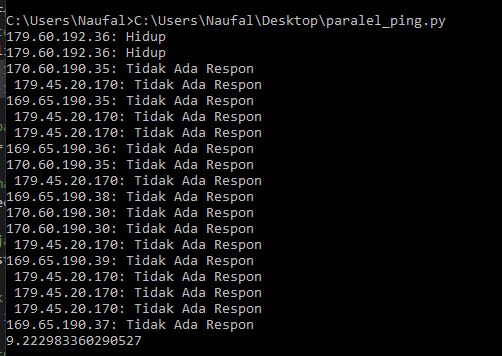 C:\Users\Naufal>C:\Users\Naufal\Desktop\paralel_ping.py
179.60.192.36: Hidup
179.60.192.36: Hidup
170.60.190.35: Tidak Ada Respon
 179.45.20.170: Tidak Ada Respon
169.65.190.35: Tidak Ada Respon
 179.45.20.170: Tidak Ada Respon
 179.45.20.170: Tidak Ada Respon
169.65.190.36: Tidak Ada Respon
170.60.190.35: Tidak Ada Respon
 179.45.20.170: Tidak Ada Respon
169.65.190.38: Tidak Ada Respon
170.60.190.30: Tidak Ada Respon
170.60.190.30: Tidak Ada Respon
 179.45.20.170: Tidak Ada Respon
169.65.190.39: Tidak Ada Respon
 179.45.20.170: Tidak Ada Respon
 179.45.20.170: Tidak Ada Respon
 179.45.20.170: Tidak Ada Respon
169.65.190.37: Tidak Ada Respon
9.222983360290527